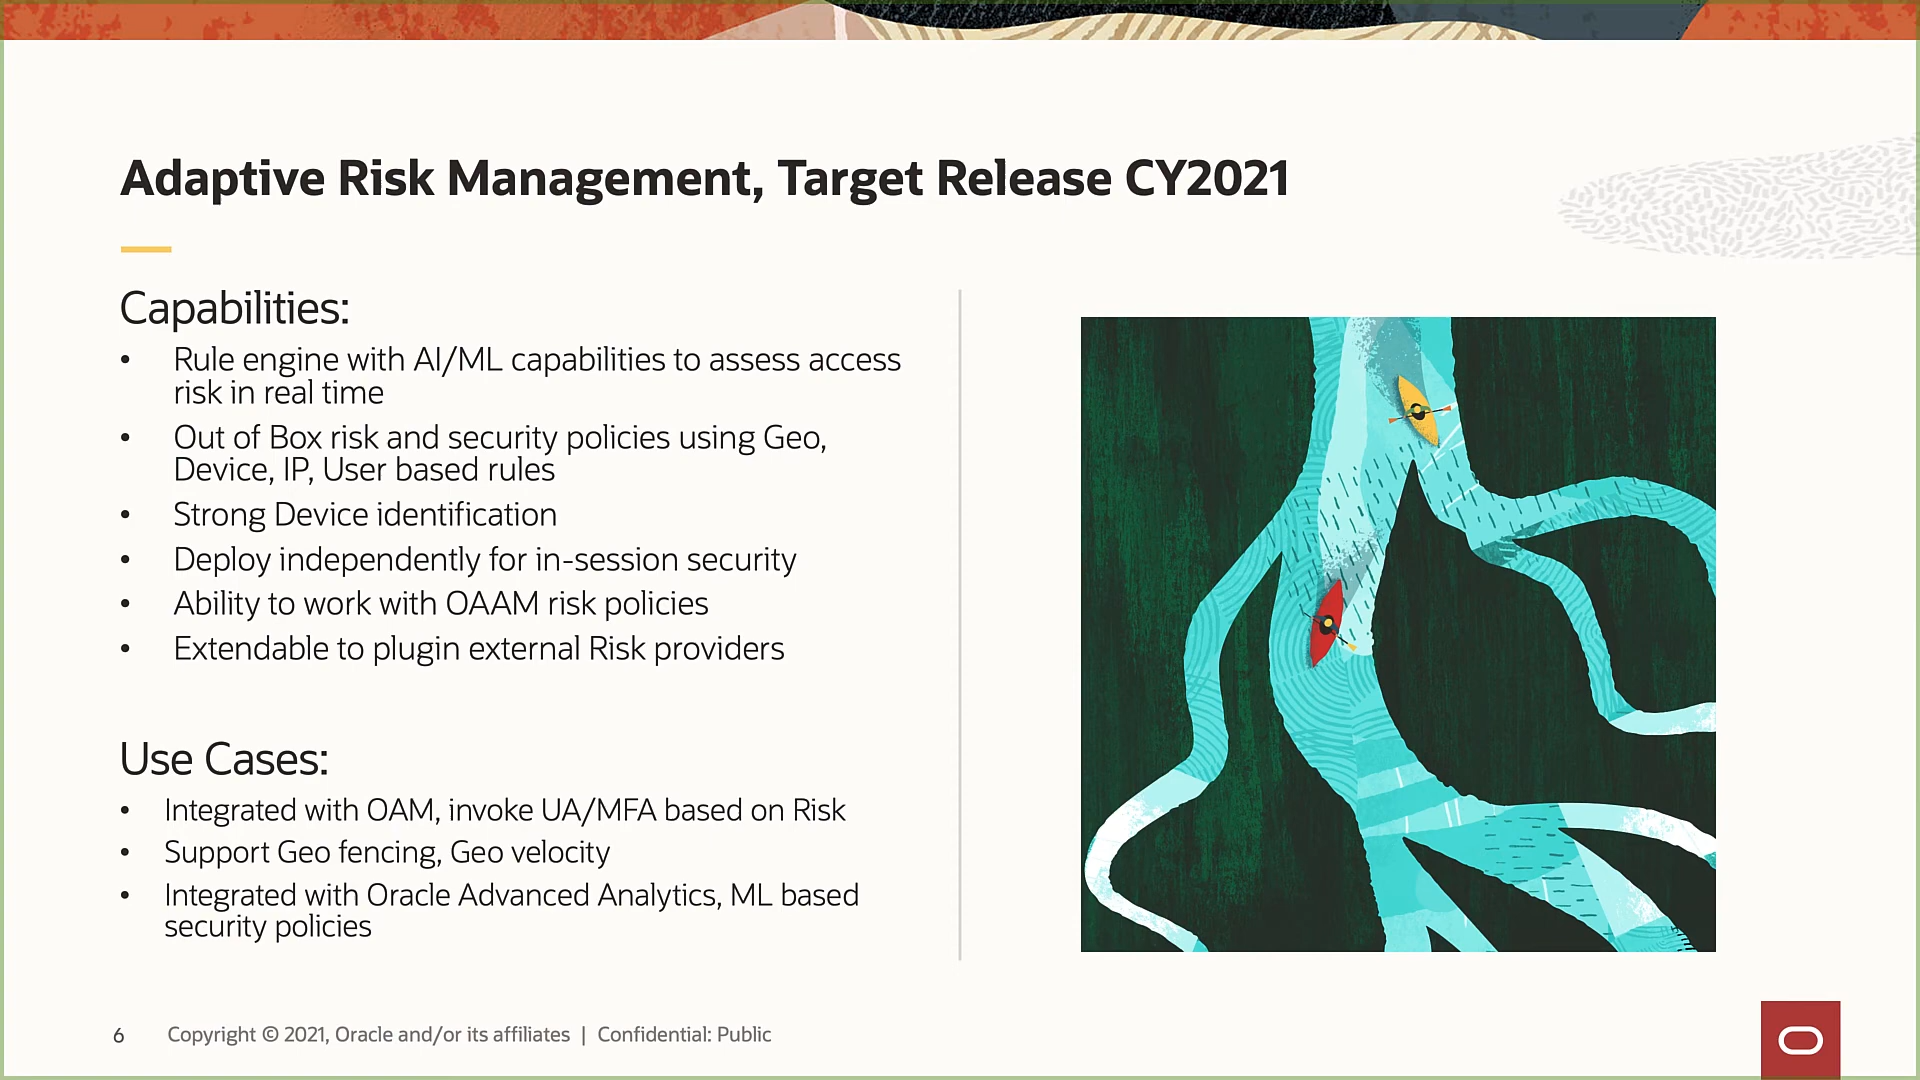 Adaptive Risk Management, Target Release CY2021
Capabilities:
• Rule engine with AI/ML capabilities to assess access
risk in real time
• Out of Box risk and security policies using Geo,
Device, IP, User based rules
• Strong Device identification
• Deploy independently for in-session security
• Ability to work with OAAM risk policies
• Extendable to plugin external Risk providers
Use Cases:
• Integrated with OAM, invoke UA/MFA based on Risk
• Support Geo fencing, Geo velocity
• Integrated with Oracle Advanced Analytics, ML based
security policies
6 Copyright © 2021, Oracle and/or its affiliates | Confidential: Public